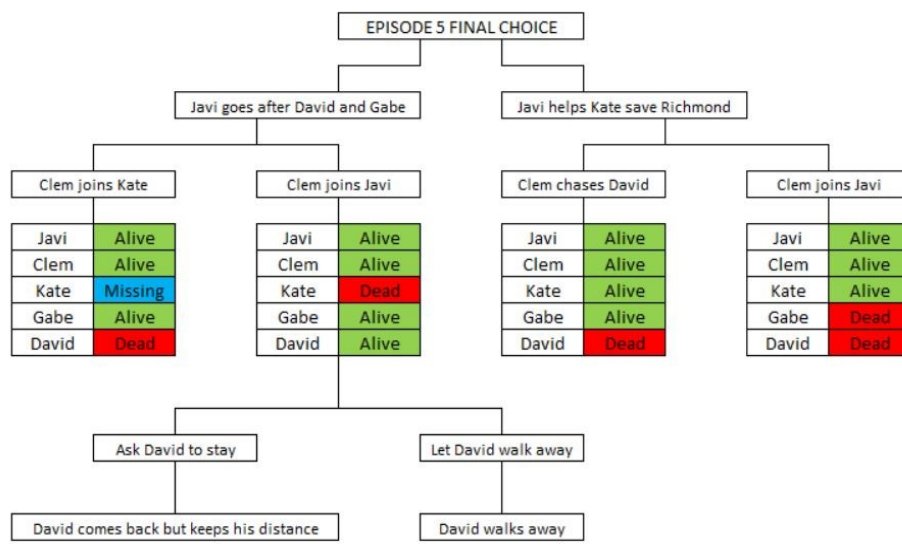 EPISODE 5 FINAL CHOICE
Javi goes after David and Gabe
Javi helps Kate save Richmond
Clem joins Kate
Clem joins Javi
Clem chases David
Clem joins Javi
Javi Alive
Clem Alive
Kate Missing
Gabe Alive
David Dead
Javi Alive
Clem Alive
Kate Dead
Gabe Alive
David Alive
Javi Alive
Clem Alive
Kate Alive
Gabe Alive
David Dead
Javi Alive
Clem Alive
Kate Alive
Gabe Dead
David Dead
Ask David to stay
Let David walk away
David comes back but keeps his distance
David walks away